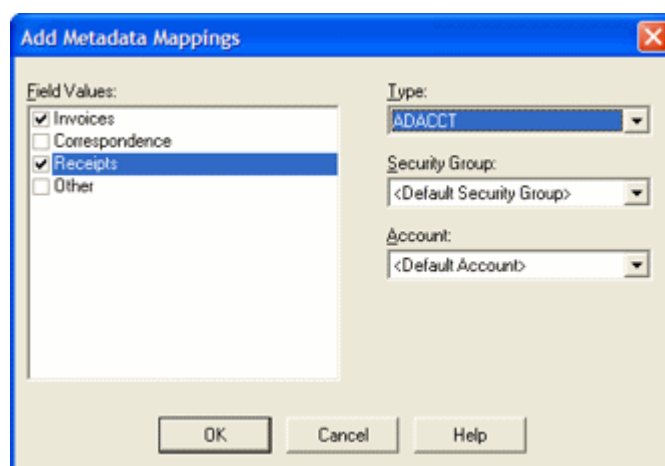 Add Metadata Mappings
Field Values:
Invoices
Correspondence
Receipts
Other
Type:
ADACCT
Security Group:
<Default Security Group>
Account:
<Default Account>
OK
Cancel
Help